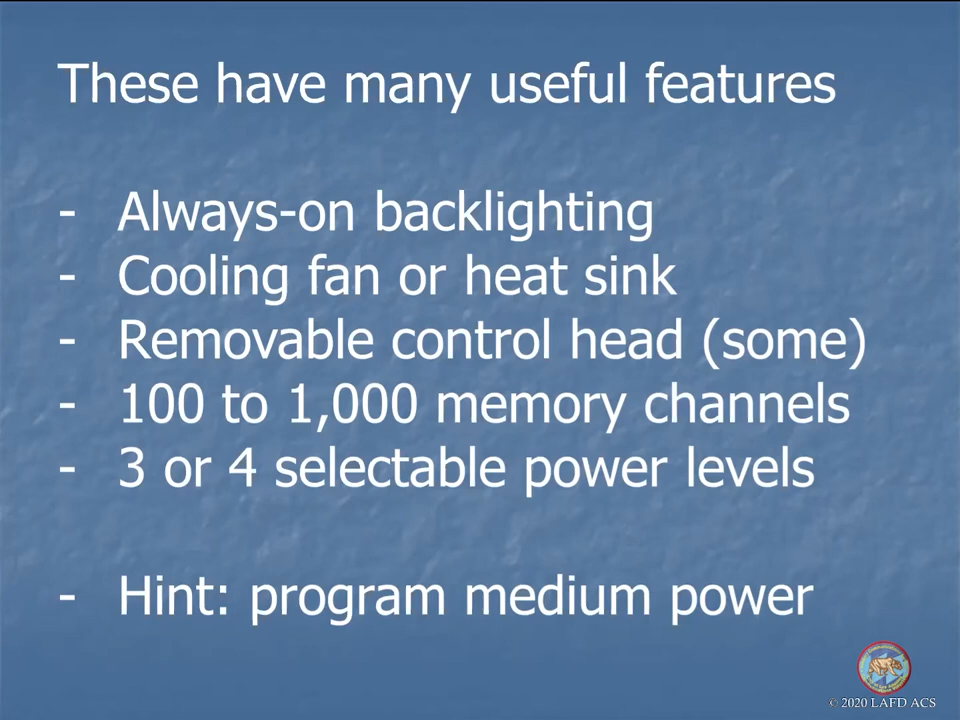 These have many useful features
- Always-on backlighting
- Cooling fan or heat sink
- Removable control head (some)
- 100 to 1,000 memory channels
- 3 or 4 selectable power levels
- Hint: program medium power
© 2020 LAFD ACS